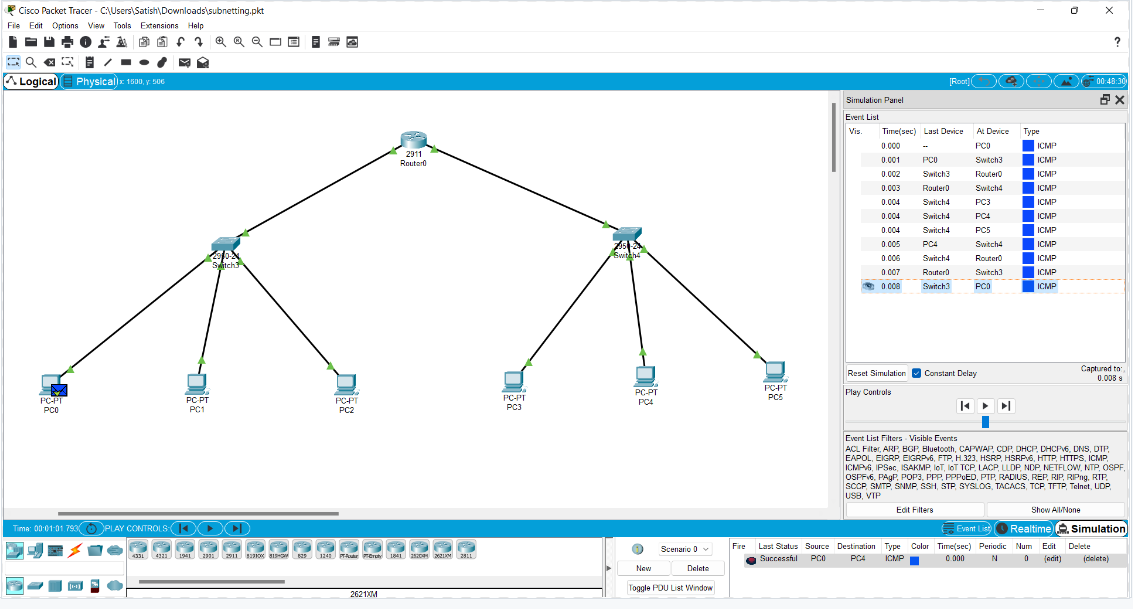 Cisco Packet Tracer - C:\Users\Satish\Downloads\subnetting.pkt
File Edit Options View Tools Extensions Help
?
Logical Physical x: 1600, y: 506 [Root] 00:48:30
Simulation Panel
Event List
Vis. Time(sec) Last Device At Device Type
0.000 -- PC0 ICMP
0.001 PC0 Switch3 ICMP
0.002 Switch3 Router0 ICMP
0.003 Router0 Switch4 ICMP
0.004 Switch4 PC3 ICMP
0.004 Switch4 PC4 ICMP
0.004 Switch4 PC5 ICMP
0.005 PC4 Switch4 ICMP
0.006 Switch4 Router0 ICMP
0.007 Router0 Switch3 ICMP
0.008 Switch3 PC0 ICMP
Reset Simulation Constant Delay Captured to:
0.008 s
Play Controls
Event List Filters - Visible Events
ACL Filter, ARP, BGP, Bluetooth, CAPWAP, CDP, DHCP, DHCPv6, DNS, DTP,
EAPOL, EIGRP, EIGRPv6, FTP, H.323, HSRP, HSRPv6, HTTP, HTTPS, ICMP,
ICMPv6, IPSec, ISAKMP, IoT, IoT TCP, LACP, LLDP, NDP, NETFLOW, NTP, OSPF,
OSPFv6, PAgP, POP3, PPP, PPPoED, PTP, RADIUS, REP, RIP, RIPng, RTP,
SCCP, SMTP, SNMP, SSH, STP, SYSLOG, TACACS, TCP, TFTP, Telnet, UDP,
USB, VTP
Edit Filters Show All/None
2911
Router0
2950-24
Switch3
2950-24
Switch4
PC-PT
PC0
PC-PT
PC1
PC-PT
PC2
PC-PT
PC3
PC-PT
PC4
PC-PT
PC5
Time: 00:01:01.793 PLAY CONTROLS: Event List Realtime Simulation
4331 4321 1941 2901 2911 819IOX 819HGW 829 1240 PT-Router PT-Empty 1841 2620XM 2621XM 2811
2621XM
Scenario 0
New Delete
Toggle PDU List Window
Fire Last Status Source Destination Type Color Time(sec) Periodic Num Edit Delete
Successful PC0 PC4 ICMP 0.000 N 0 (edit) (delete)